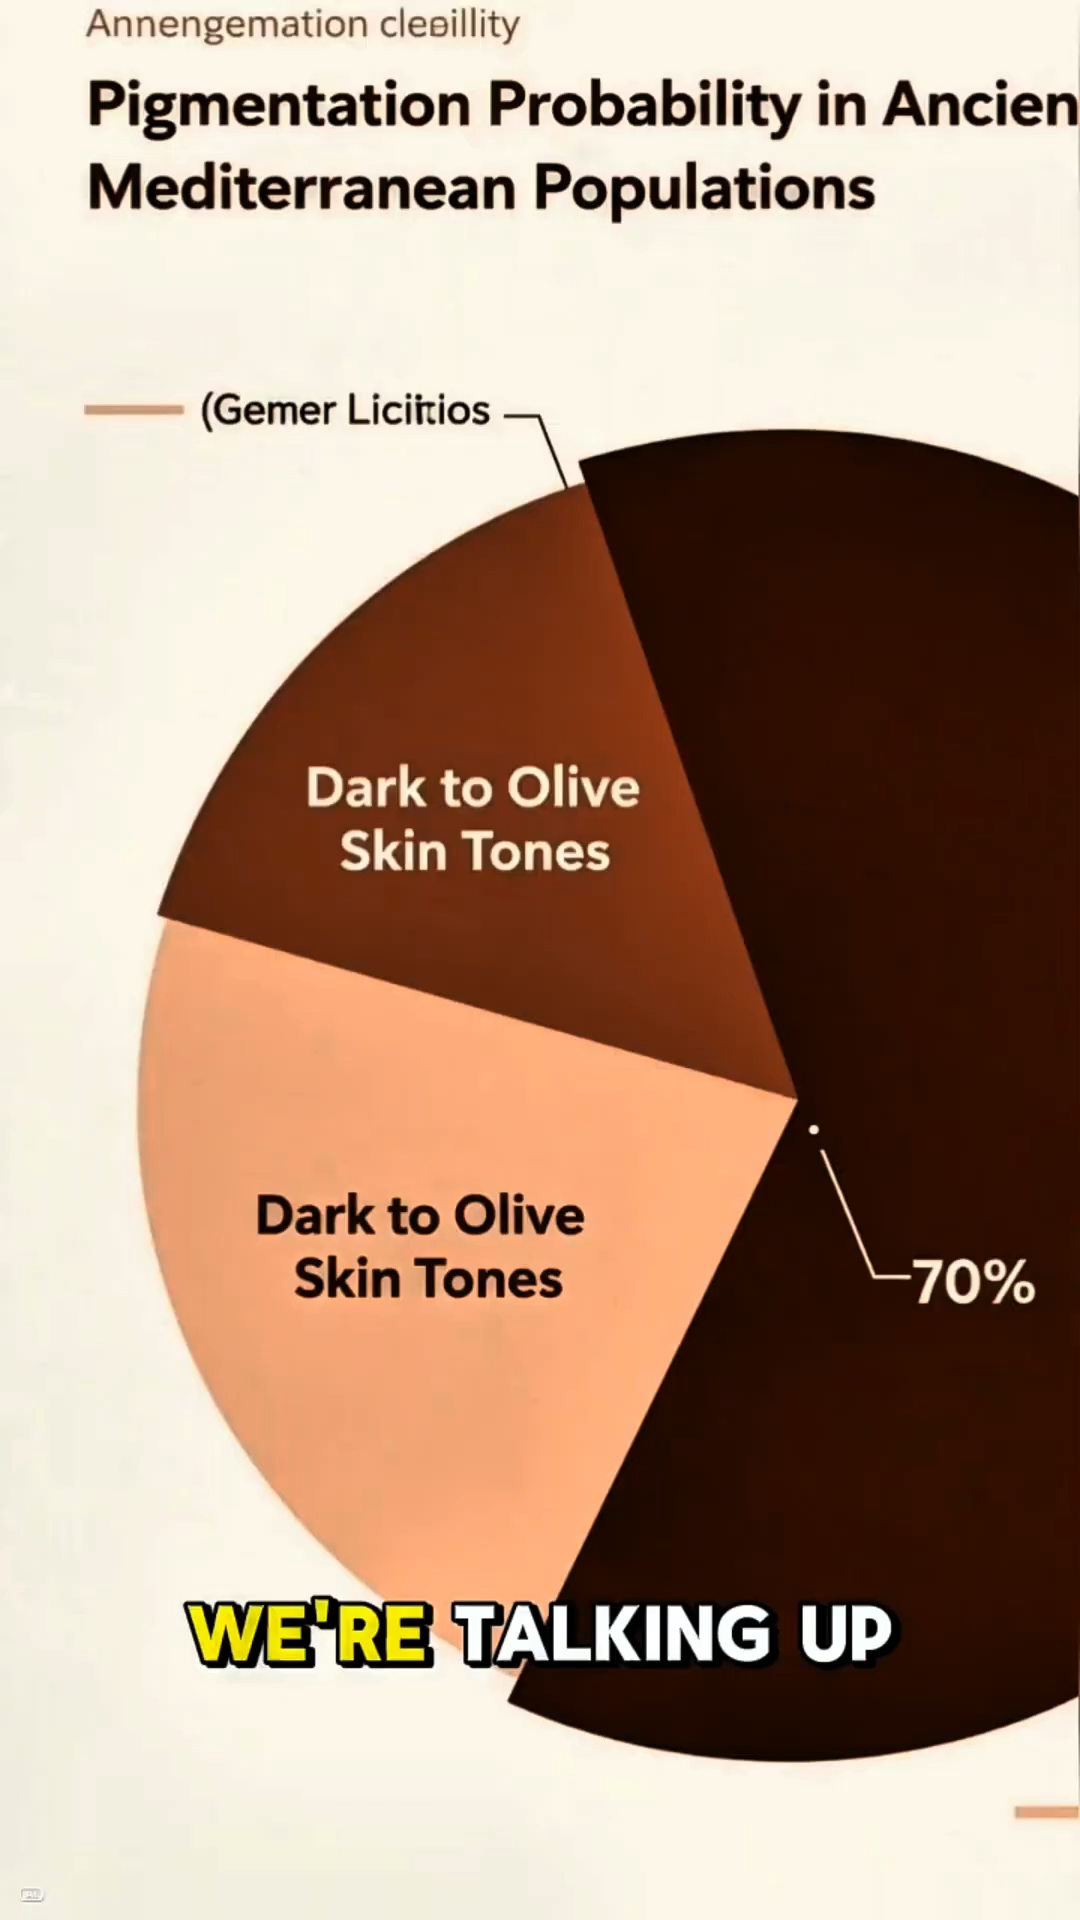 Annengemation cleeillity
Pigmentation Probability in Ancien
Mediterranean Populations
(Gemer Liciitios
Dark to Olive
Skin Tones
Dark to Olive
Skin Tones
70%
WE'RE TALKING UP